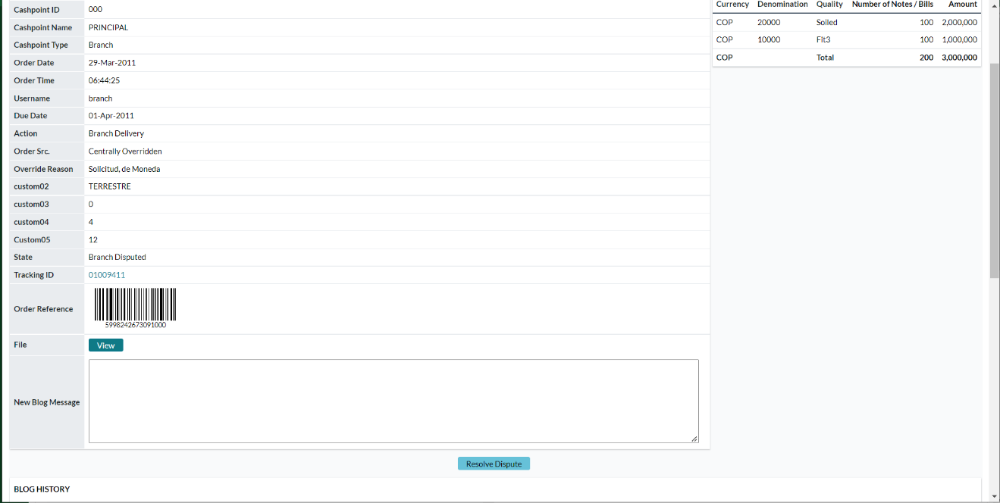 Cashpoint ID 000
Cashpoint Name PRINCIPAL
Cashpoint Type Branch
Order Date 29-Mar-2011
Order Time 06:44:25
Username branch
Due Date 01-Apr-2011
Action Branch Delivery
Order Src. Centrally Overridden
Override Reason Solicitud, de Moneda
custom02 TERRESTRE
custom03 0
custom04 4
Custom05 12
State Branch Disputed
Tracking ID 01009411
Order Reference
5998242673091000
File View
New Blog Message
Resolve Dispute
BLOG HISTORY
Currency Denomination Quality Number of Notes / Bills Amount
COP 20000 Soiled 100 2,000,000
COP 10000 Fit3 100 1,000,000
COP Total 200 3,000,000